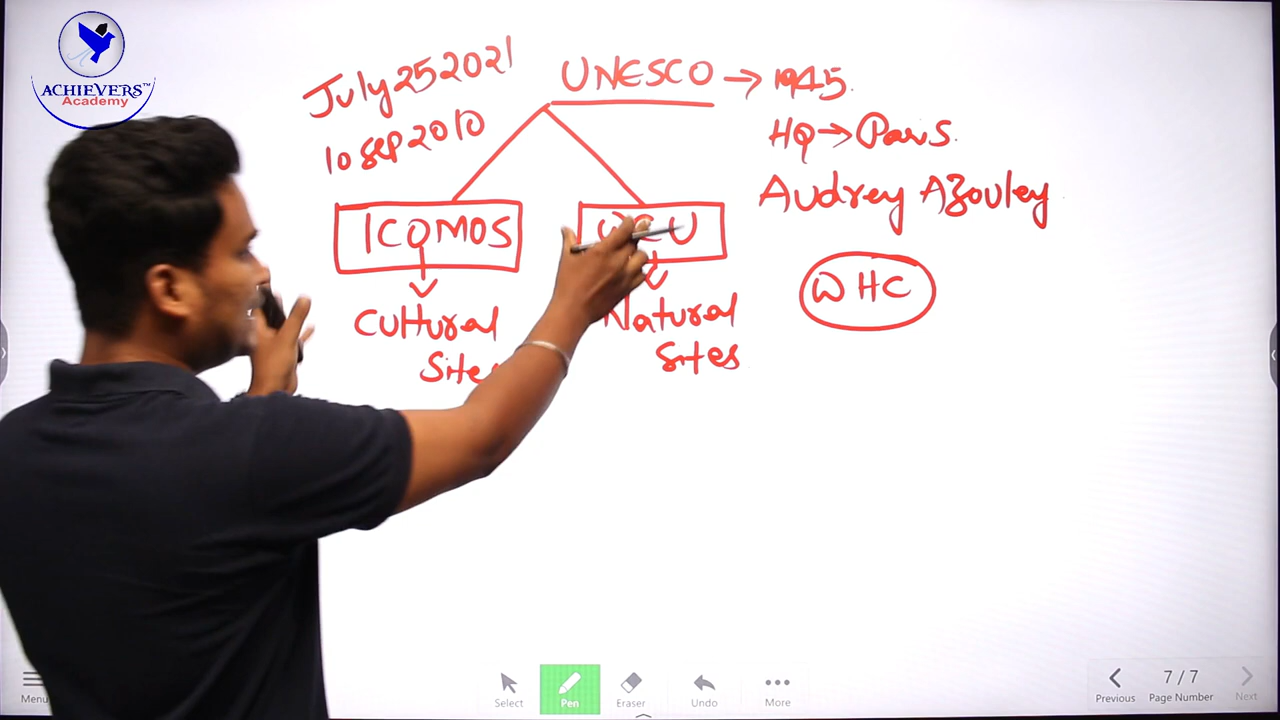 ACHIEVERS™
Academy
July 25 2021
10 Sep 2010
UNESCO → 1945
HQ → Paris
Audrey Azouley
ICOMOS
WHC
Cultural
Sites
Natural
Sites
Menu
Select
Pen
Eraser
Undo
More
Previous
7/7
Page Number
Next